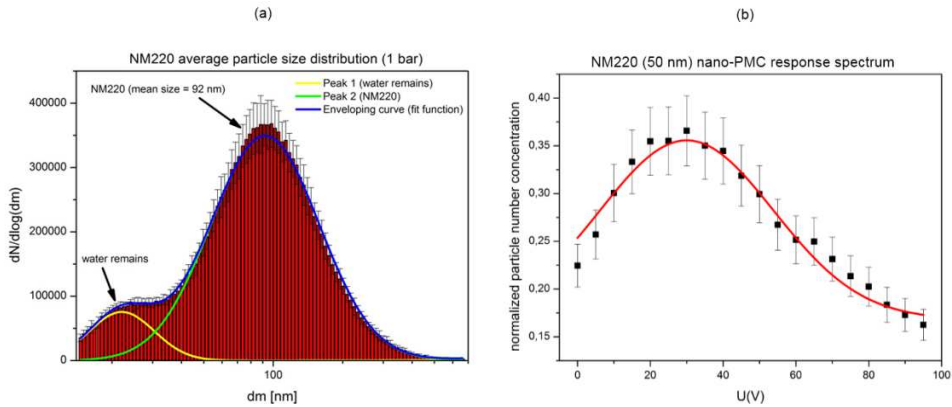 (a)
NM220 average particle size distribution (1 bar)
NM220 (mean size = 92 nm)
Peak 1 (water remains)
Peak 2 (NM220)
Enveloping curve (fit function)
water remains
400000
300000
200000
100000
0
dN/dlog(dm)
100
dm [nm]
(b)
NM220 (50 nm) nano-PMC response spectrum
0,40
0,35
0,30
0,25
0,20
0,15
normalized particle number concentration
0 20 40 60 80 100
U(V)